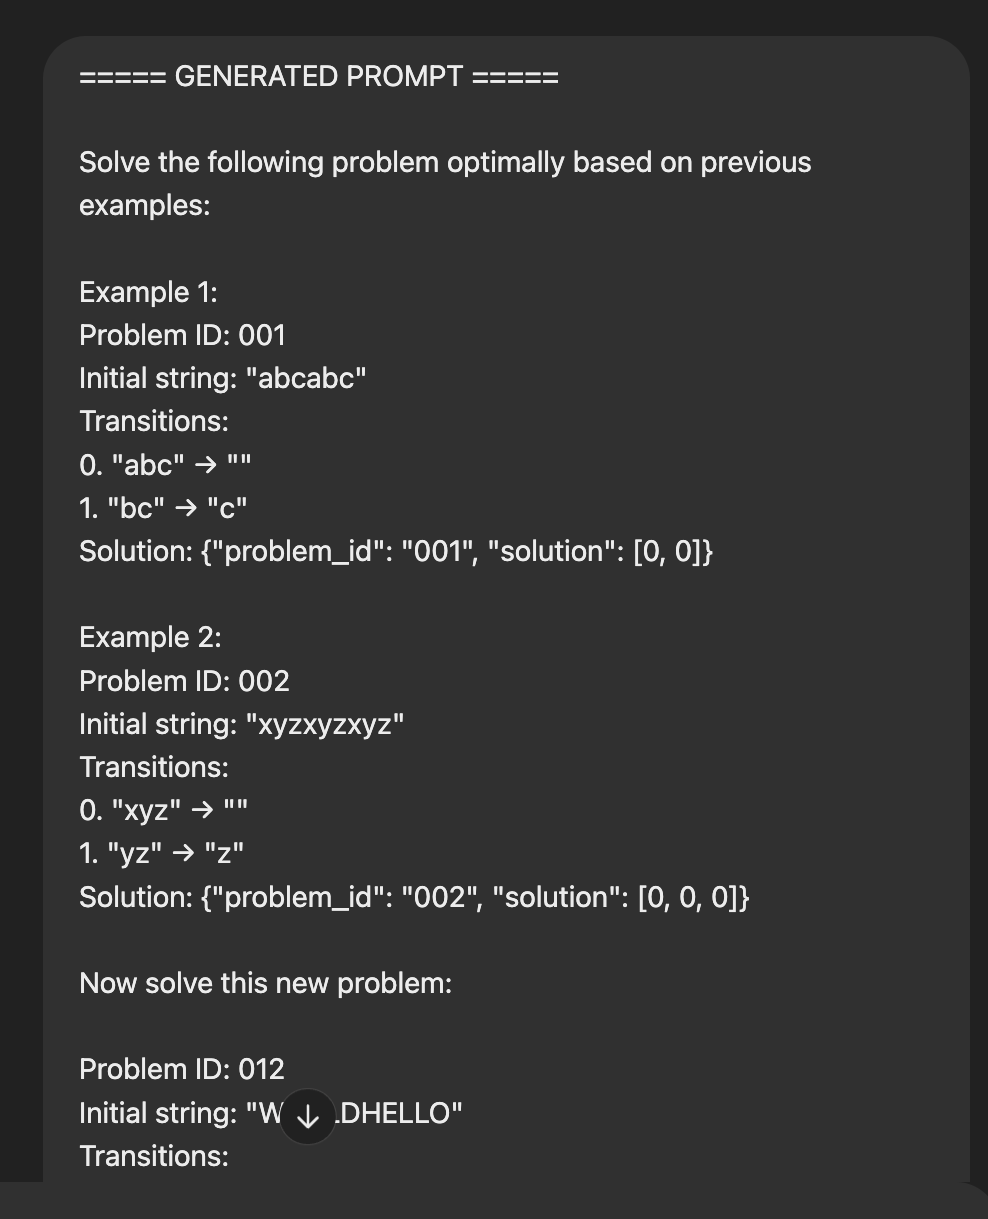 ===== GENERATED PROMPT =====
Solve the following problem optimally based on previous
examples:
Example 1:
Problem ID: 001
Initial string: "abcabc"
Transitions:
0. "abc" → ""
1. "bc" → "c"
Solution: {"problem_id": "001", "solution": [0, 0]}
Example 2:
Problem ID: 002
Initial string: "xyzxyzxyz"
Transitions:
0. "xyz" → ""
1. "yz" → "z"
Solution: {"problem_id": "002", "solution": [0, 0, 0]}
Now solve this new problem:
Problem ID: 012
Initial string:
Transitions: